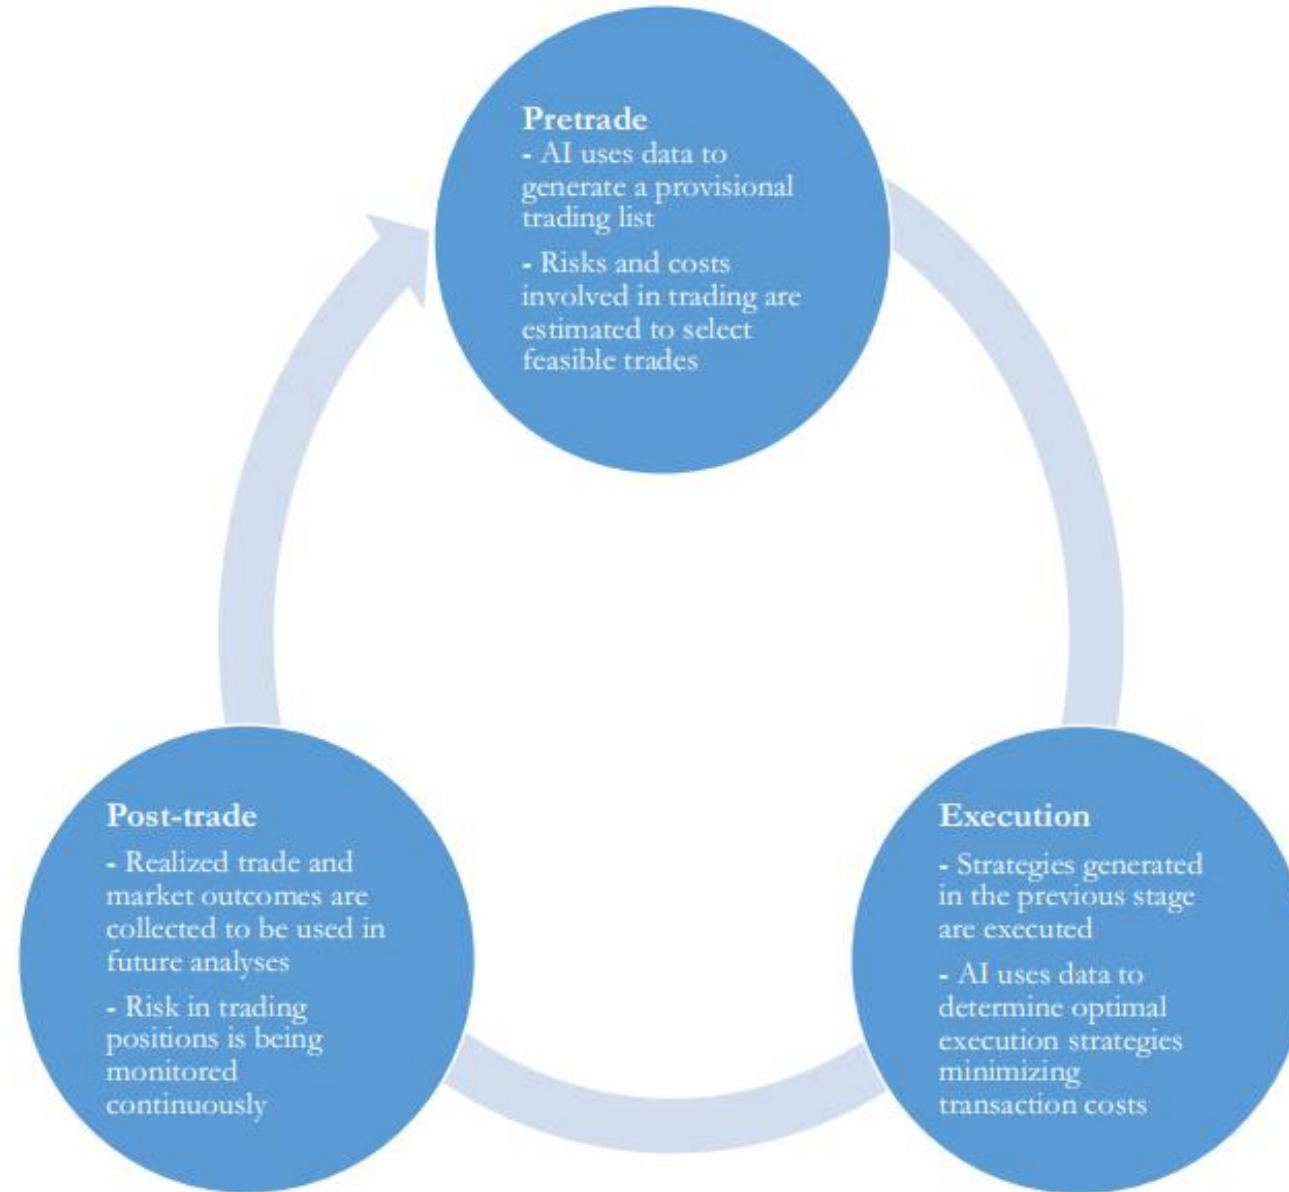 Pretrade
- AI uses data to
generate a provisional
trading list
- Risks and costs
involved in trading are
estimated to select
feasible trades
Post-trade
- Realized trade and
market outcomes are
collected to be used in
future analyses
- Risk in trading
positions is being
monitored
continuously
Execution
- Strategies generated
in the previous stage
are executed
- AI uses data to
determine optimal
execution strategies
minimizing
transaction costs